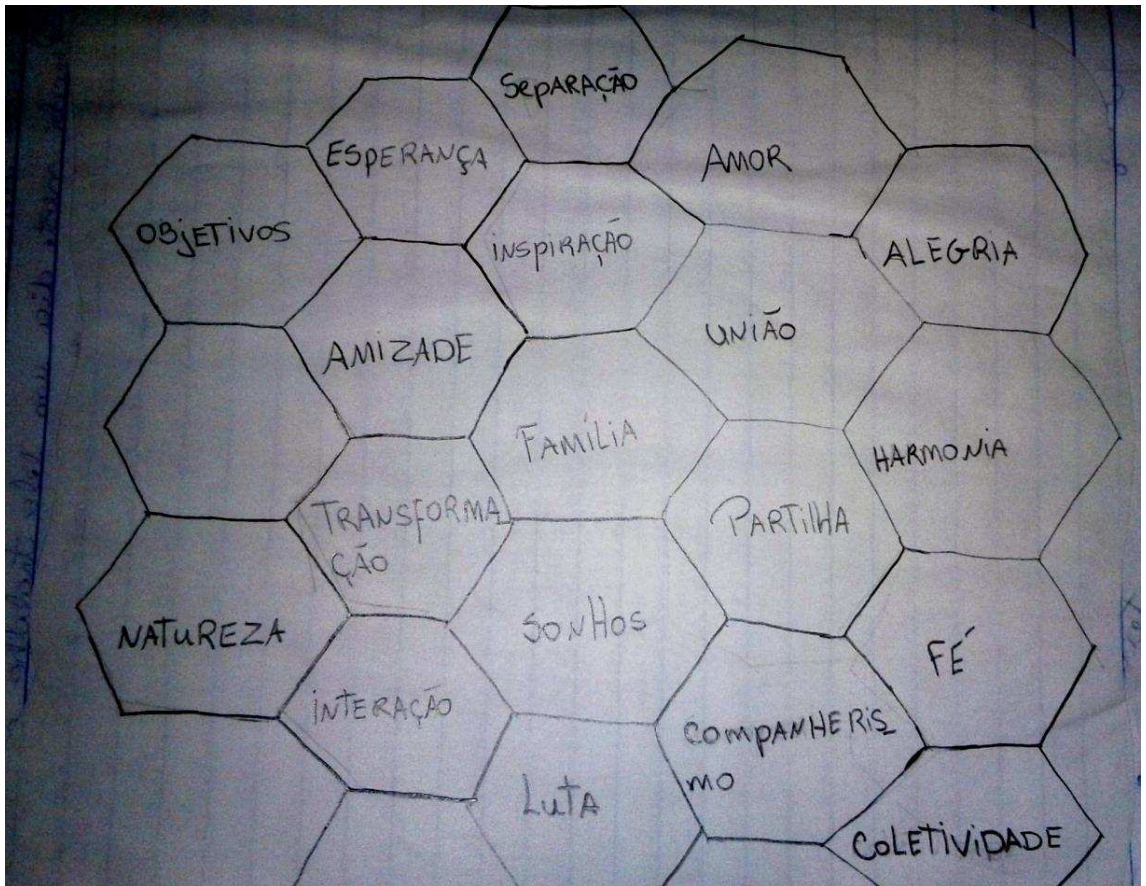 SepARAÇÃO
ESPERANÇA
AMOR
OBjETIVOS
iNSPiRAÇÃO
ALEGRiA
AMIZADE
UNiÃO
FAMÍLiA
HARMONiA
TRANSfORMA
ÇÃO
PARTilHA
NATUREZA
SONHOS
FÉ
iNTERAÇÃO
COMPANHERiS
MO
LUTA
COLETiViDADE